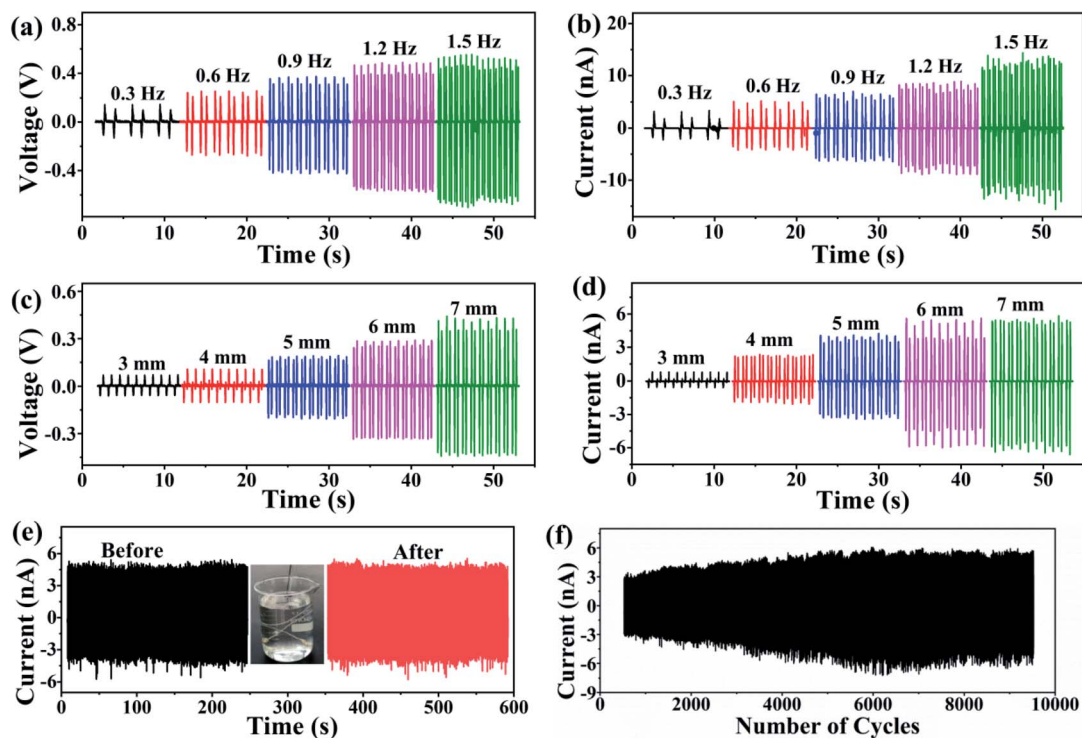 (a)
Voltage (V)
0.8
0.4
0.0
-0.4
0.3 Hz
0.6 Hz
0.9 Hz
1.2 Hz
1.5 Hz
0 10 20 30 40 50
Time (s)
(b)
Current (nA)
20
10
0
-10
0.3 Hz
0.6 Hz
0.9 Hz
1.2 Hz
1.5 Hz
0 10 20 30 40 50
Time (s)
(c)
Voltage (V)
0.6
0.3
0.0
-0.3
3 mm
4 mm
5 mm
6 mm
7 mm
0 10 20 30 40 50
Time (s)
(d)
Current (nA)
6
3
0
-3
-6
3 mm
4 mm
5 mm
6 mm
7 mm
0 10 20 30 40 50
Time (s)
(e)
Current (nA)
6
3
0
-3
-6
Before
After
0 100 200 300 400 500 600
Time (s)
(f)
Current (nA)
6
3
0
-3
-6
-9
2000 4000 6000 8000 10000
Number of Cycles